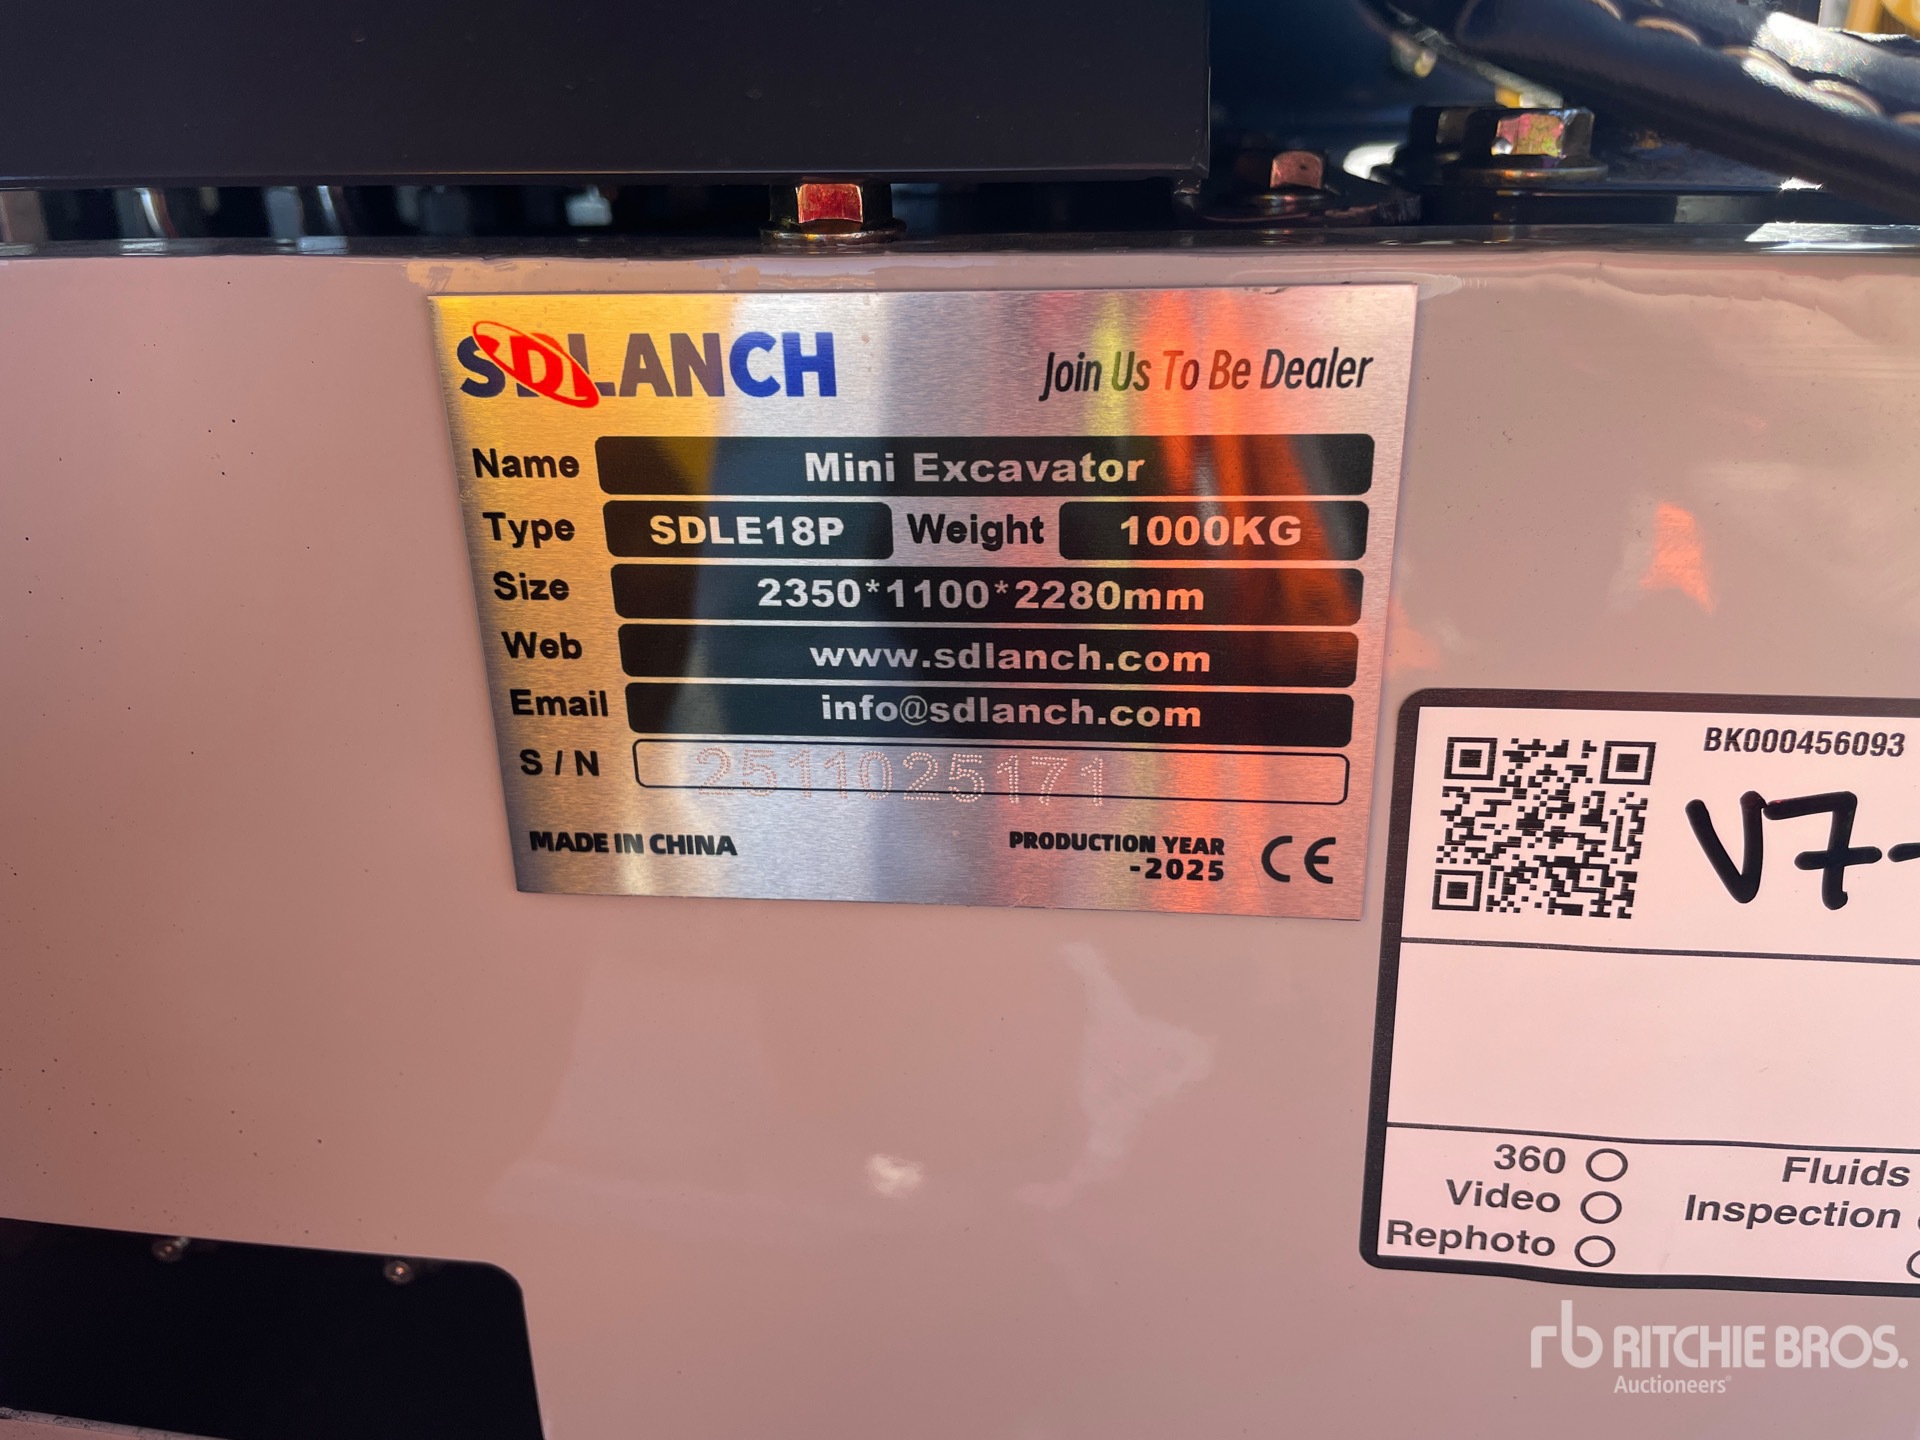 SDLANCH
Join Us To Be Dealer
Name Mini Excavator
Type SDLE18P Weight 1000KG
Size 2350*1100*2280mm
Web www.sdlanch.com
Email info@sdlanch.com
S / N 2511025171
MADE IN CHINA
PRODUCTION YEAR
-2025
CE
BK000456093
V7-
360
Video
Rephoto
Fluids
Inspection
rb RITCHIE BROS.
Auctioneers